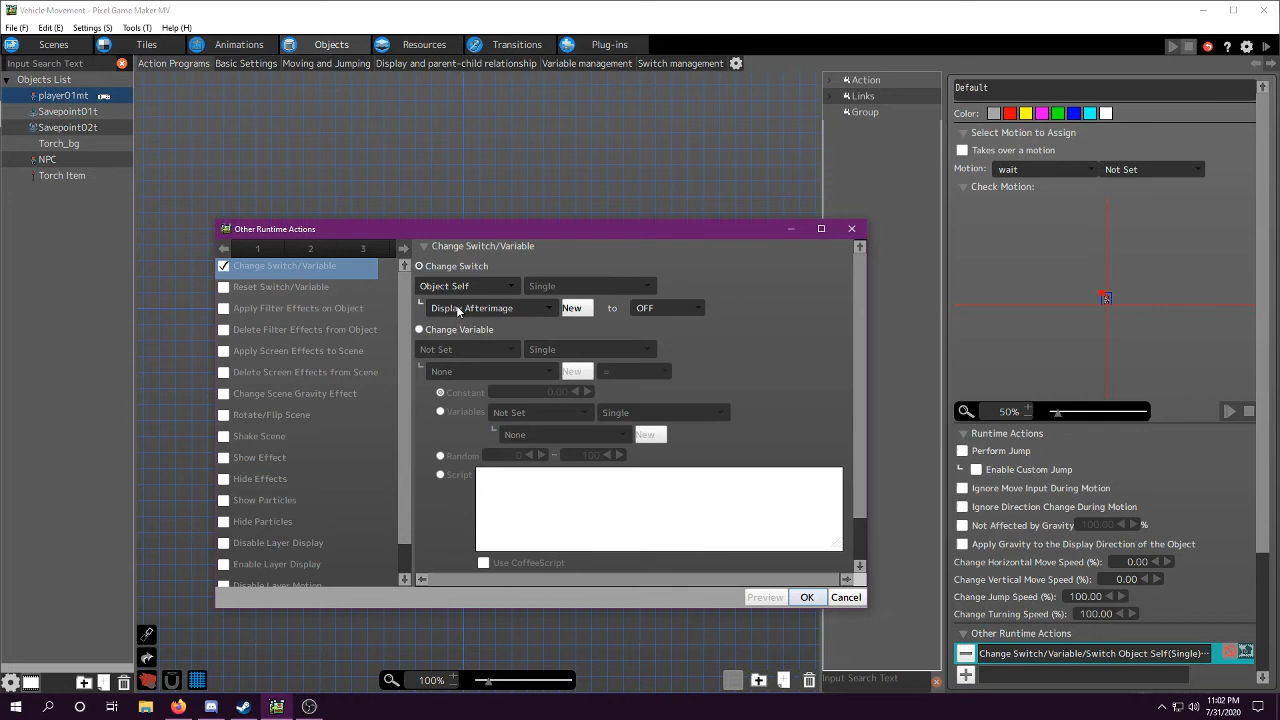 Vehicle Movement - Pixel Game Maker MV
File (F) Edit (E) Settings (S) Tools (T) Help (H)
Scenes Tiles Animations Objects Resources Transitions Plug-ins
Input Search Text
Action Programs Basic Settings Moving and Jumping Display and parent-child relationship Variable management Switch management
Objects List
player01mt
Savepoint01t
Savepoint02t
Torch_bg
NPC
Torch Item
Action
Links
Group
Default
Color:
Select Motion to Assign
Takes over a motion
Motion: wait Not Set
Check Motion:
50%
Other Runtime Actions
1 2 3
Change Switch/Variable
Reset Switch/Variable
Apply Filter Effects on Object
Delete Filter Effects from Object
Apply Screen Effects to Scene
Delete Screen Effects from Scene
Change Scene Gravity Effect
Rotate/Flip Scene
Shake Scene
Show Effect
Hide Effects
Show Particles
Hide Particles
Disable Layer Display
Enable Layer Display
Disable Layer Motion
Change Switch/Variable
Change Switch
Object Self Single
Display Afterimage New to OFF
Change Variable
Not Set Single
None New =
Constant 0.00
Variables Not Set Single
None New
Random 0 ~ 100
Script
Use CoffeeScript
Preview OK Cancel
Runtime Actions
Perform Jump
Enable Custom Jump
Ignore Move Input During Motion
Ignore Direction Change During Motion
Not Affected by Gravity 100.00 %
Apply Gravity to the Display Direction of the Object
Change Horizontal Move Speed (%): 0.00
Change Vertical Move Speed (%): 0.00
Change Jump Speed (%): 100.00
Change Turning Speed (%): 100.00
Other Runtime Actions
Change Switch/Variable/Switch Object Self(Single)···
100%
Input Search Text
11:02 PM
7/31/2020